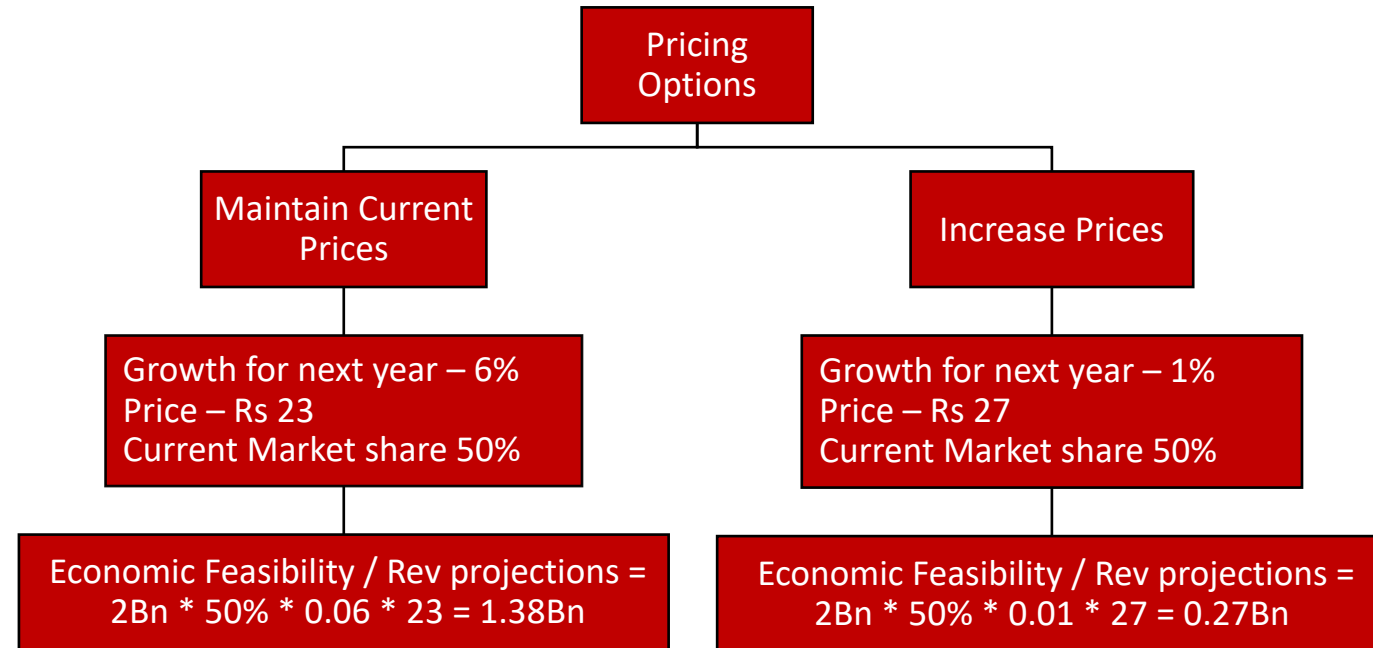 Pricing
Options
Maintain Current
Prices
Increase Prices
Growth for next year – 6%
Price – Rs 23
Current Market share 50%
Growth for next year – 1%
Price – Rs 27
Current Market share 50%
Economic Feasibility / Rev projections =
2Bn * 50% * 0.06 * 23 = 1.38Bn
Economic Feasibility / Rev projections =
2Bn * 50% * 0.01 * 27 = 0.27Bn